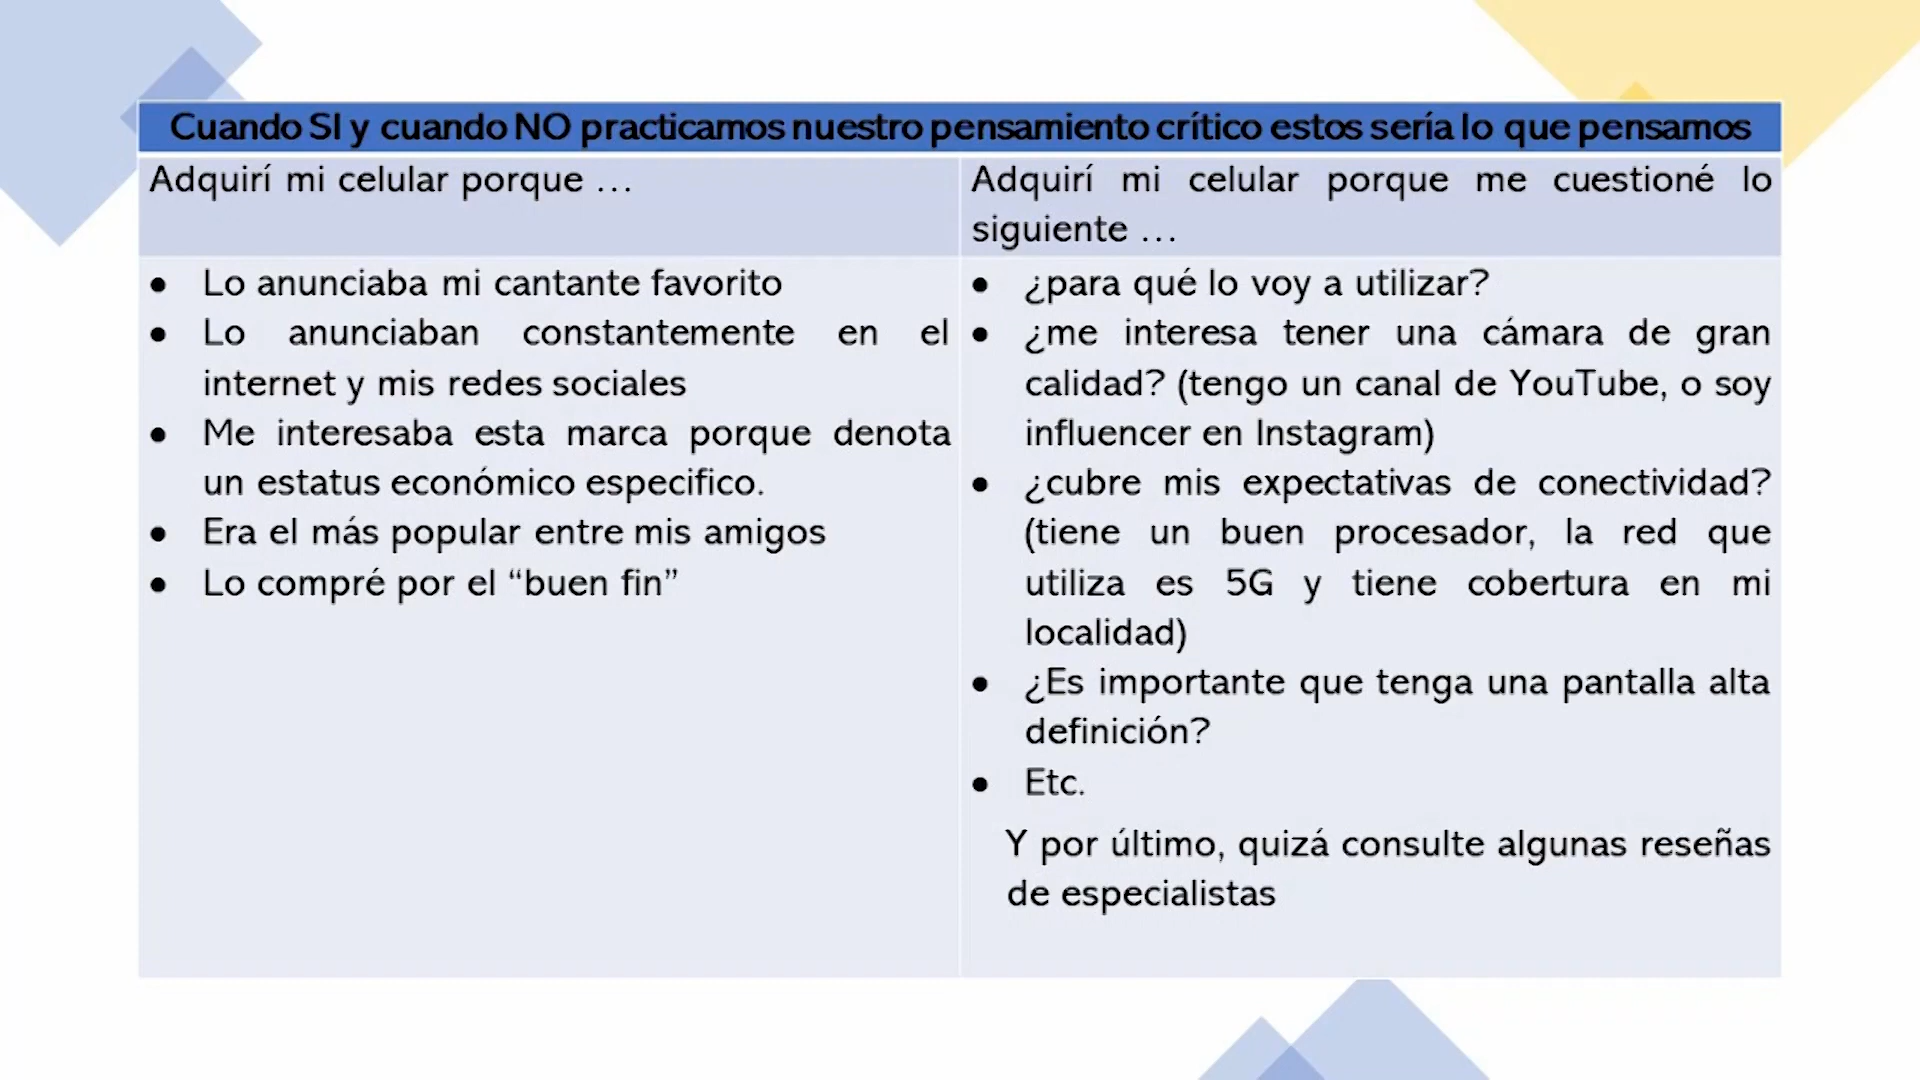 Cuando SI y cuando NO practicamos nuestro pensamiento crítico estos sería lo que pensamos
Adquirí mi celular porque …
Adquirí mi celular porque me cuestioné lo
siguiente …
• Lo anunciaba mi cantante favorito
• Lo anunciaban constantemente en el
internet y mis redes sociales
• Me interesaba esta marca porque denota
un estatus económico especifico.
• Era el más popular entre mis amigos
• Lo compré por el “buen fin”
• ¿para qué lo voy a utilizar?
• ¿me interesa tener una cámara de gran
calidad? (tengo un canal de YouTube, o soy
influencer en Instagram)
• ¿cubre mis expectativas de conectividad?
(tiene un buen procesador, la red que
utiliza es 5G y tiene cobertura en mi
localidad)
• ¿Es importante que tenga una pantalla alta
definición?
• Etc.
Y por último, quizá consulte algunas reseñas
de especialistas